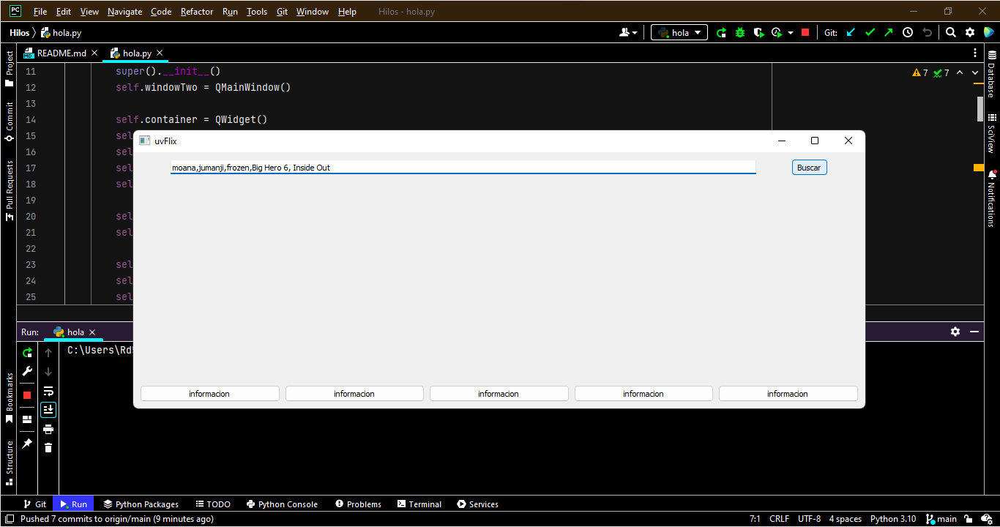 PC File Edit View Navigate Code Refactor Run Tools Git Window Help Hilos - hola.py
Hilos hola.py hola Git:
README.md hola.py
11 super().__init__()
12 self.windowTwo = QMainWindow()
13
14 self.container = QWidget()
15 sel
16 sel
17 sel
18 sel
19
20 sel
21 sel
22
23 sel
24 sel
25 sel
7 7
Project
Commit
Pull Requests
Bookmarks
Structure
Database
SciView
Notifications
uvFlix
moana,jumanji,frozen,Big Hero 6, Inside Out Buscar
informacion informacion informacion informacion informacion
Run: hola
C:\Users\Rd
Git Run Python Packages TODO Python Console Problems Terminal Services
Pushed 7 commits to origin/main (9 minutes ago) 7:1 CRLF UTF-8 4 spaces Python 3.10 main